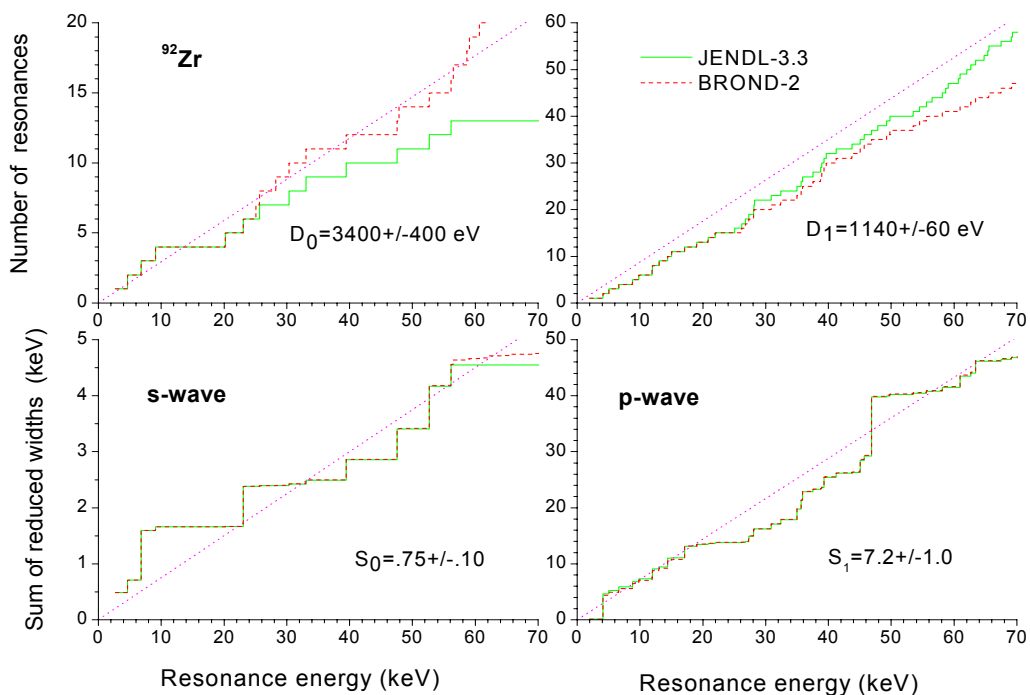 ⁹²Zr
Number of resonances
20
15
10
5
0
0 10 20 30 40 50 60 70
D₀=3400+/-400 eV
JENDL-3.3
BROND-2
60
50
40
30
20
10
0
0 10 20 30 40 50 60 70
D₁=1140+/-60 eV
Sum of reduced widths (keV)
5
4
3
2
1
0
s-wave
S₀=.75+/-.10
0 10 20 30 40 50 60 70
Resonance energy (keV)
50
40
30
20
10
0
p-wave
S₁=7.2+/-1.0
0 10 20 30 40 50 60 70
Resonance energy (keV)